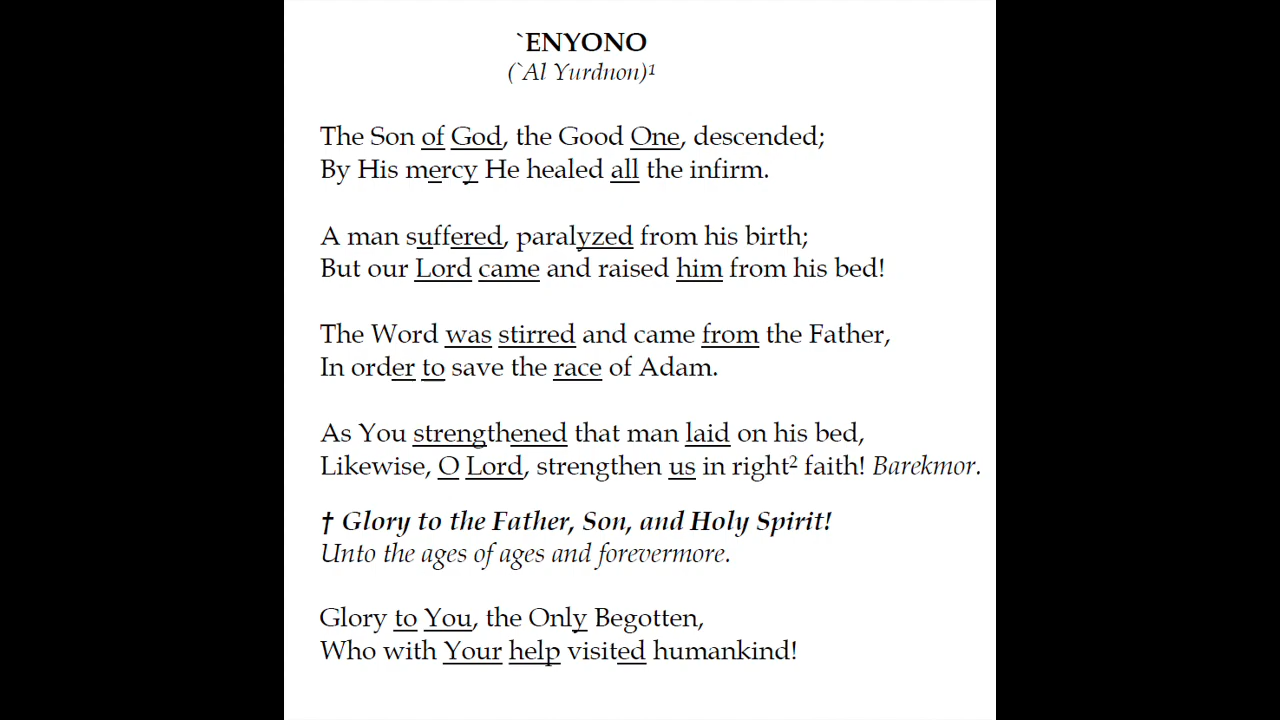 `ENYONO
(`Al Yurdnon)¹
The Son of God, the Good One, descended;
By His mercy He healed all the infirm.
A man suffered, paralyzed from his birth;
But our Lord came and raised him from his bed!
The Word was stirred and came from the Father,
In order to save the race of Adam.
As You strengthened that man laid on his bed,
Likewise, O Lord, strengthen us in right² faith! Barekmor.
† Glory to the Father, Son, and Holy Spirit!
Unto the ages of ages and forevermore.
Glory to You, the Only Begotten,
Who with Your help visited humankind!